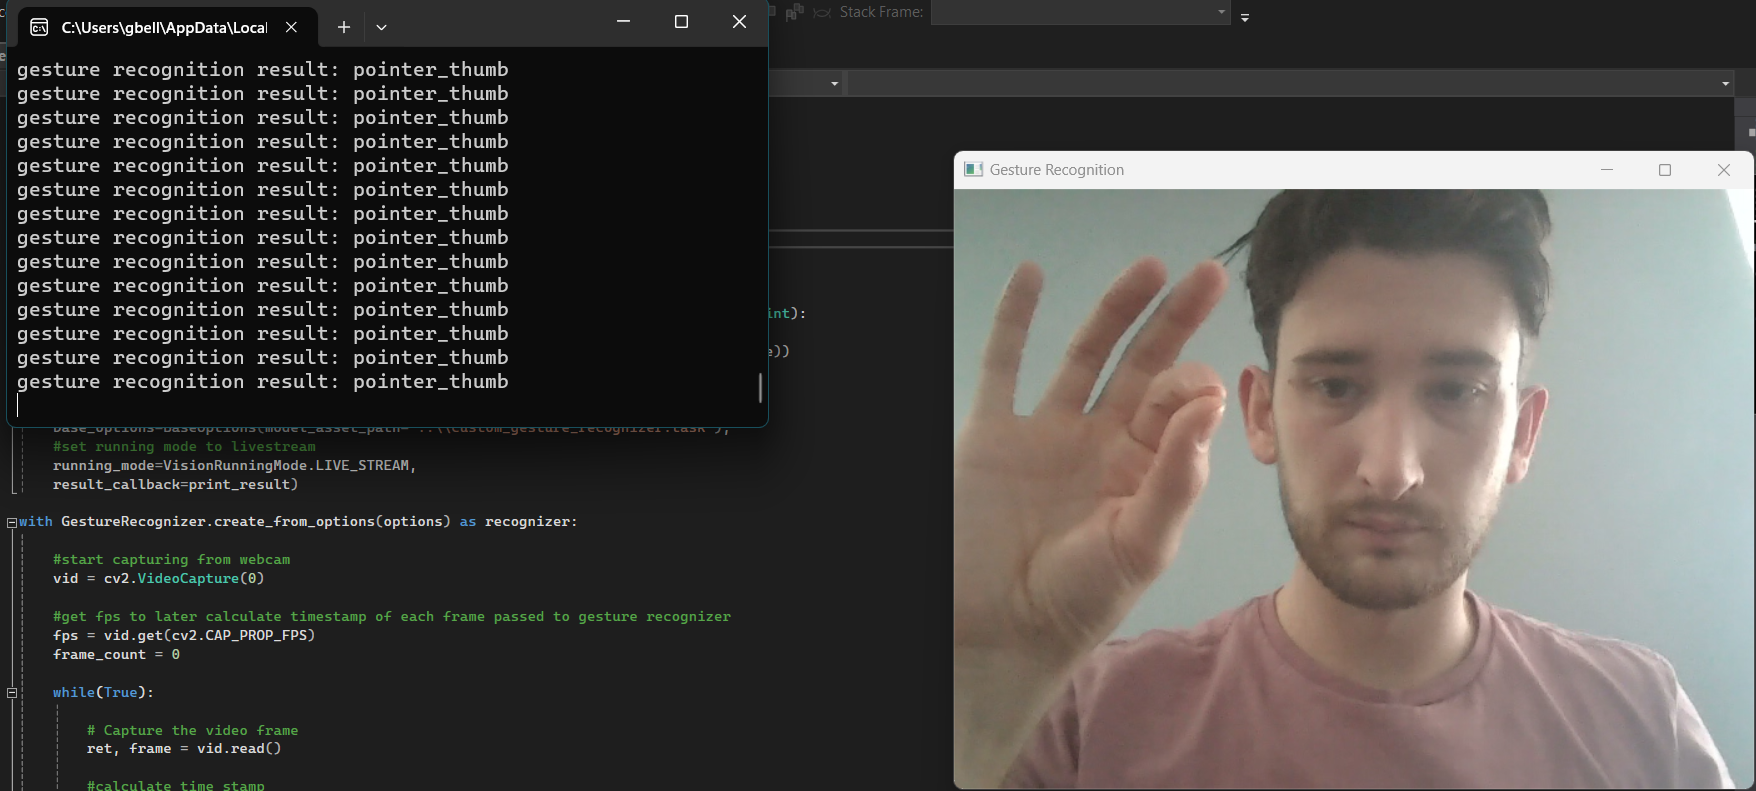 C:\Users\gbell\AppData\Local
gesture recognition result: pointer_thumb
gesture recognition result: pointer_thumb
gesture recognition result: pointer_thumb
gesture recognition result: pointer_thumb
gesture recognition result: pointer_thumb
gesture recognition result: pointer_thumb
gesture recognition result: pointer_thumb
gesture recognition result: pointer_thumb
gesture recognition result: pointer_thumb
gesture recognition result: pointer_thumb
gesture recognition result: pointer_thumb
gesture recognition result: pointer_thumb
gesture recognition result: pointer_thumb
gesture recognition result: pointer_thumb
Stack Frame:
int):
e))
base_options=BaseOptions(model_asset_path='..\\custom_gesture_recognizer.task'),
#set running mode to livestream
running_mode=VisionRunningMode.LIVE_STREAM,
result_callback=print_result)
with GestureRecognizer.create_from_options(options) as recognizer:
#start capturing from webcam
vid = cv2.VideoCapture(0)
#get fps to later calculate timestamp of each frame passed to gesture recognizer
fps = vid.get(cv2.CAP_PROP_FPS)
frame_count = 0
while(True):
# Capture the video frame
ret, frame = vid.read()
#calculate time stamp
Gesture Recognition